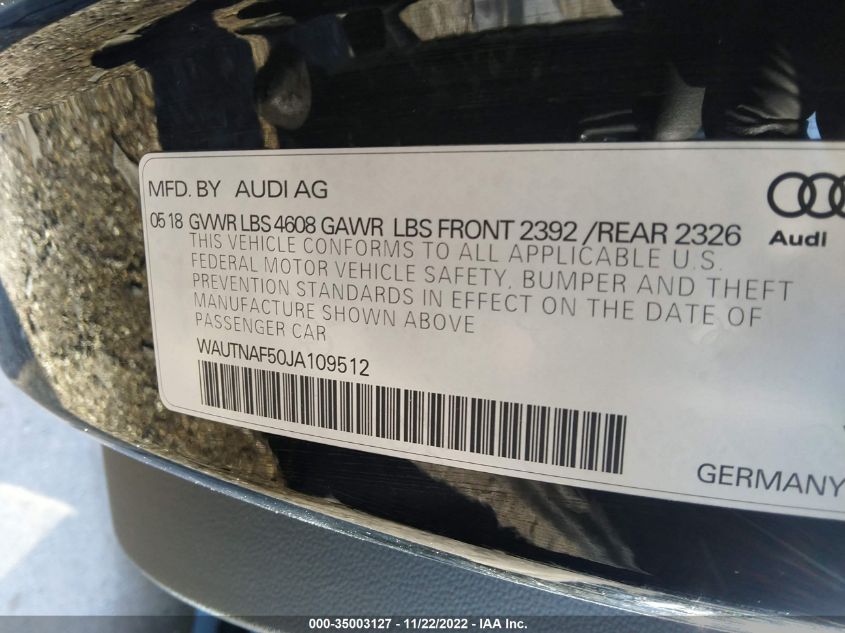 MFD. BY AUDI AG
05 18 GVWR LBS 4608 GAWR LBS FRONT 2392 /REAR 2326
THIS VEHICLE CONFORMS TO ALL APPLICABLE U.S.
FEDERAL MOTOR VEHICLE SAFETY, BUMPER AND THEFT
PREVENTION STANDARDS IN EFFECT ON THE DATE OF
MANUFACTURE SHOWN ABOVE
PASSENGER CAR
WAUTNAF50JA109512
Audi
GERMANY
000-35003127 - 11/22/2022 - IAA Inc.